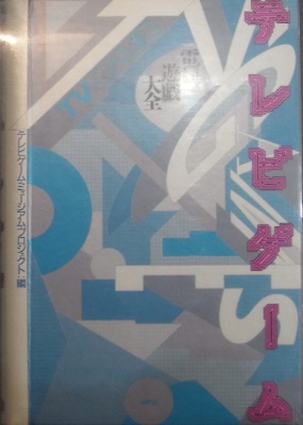 テレビゲーム
電視
遊戯
大全
テレビゲーム・ミュージアム・プロジェクト・編